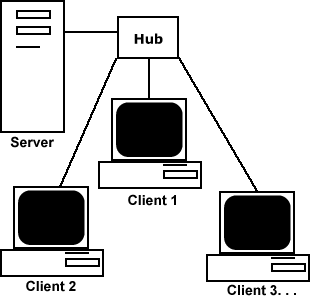 Hub
Server
Client 1
Client 2
Client 3. . .